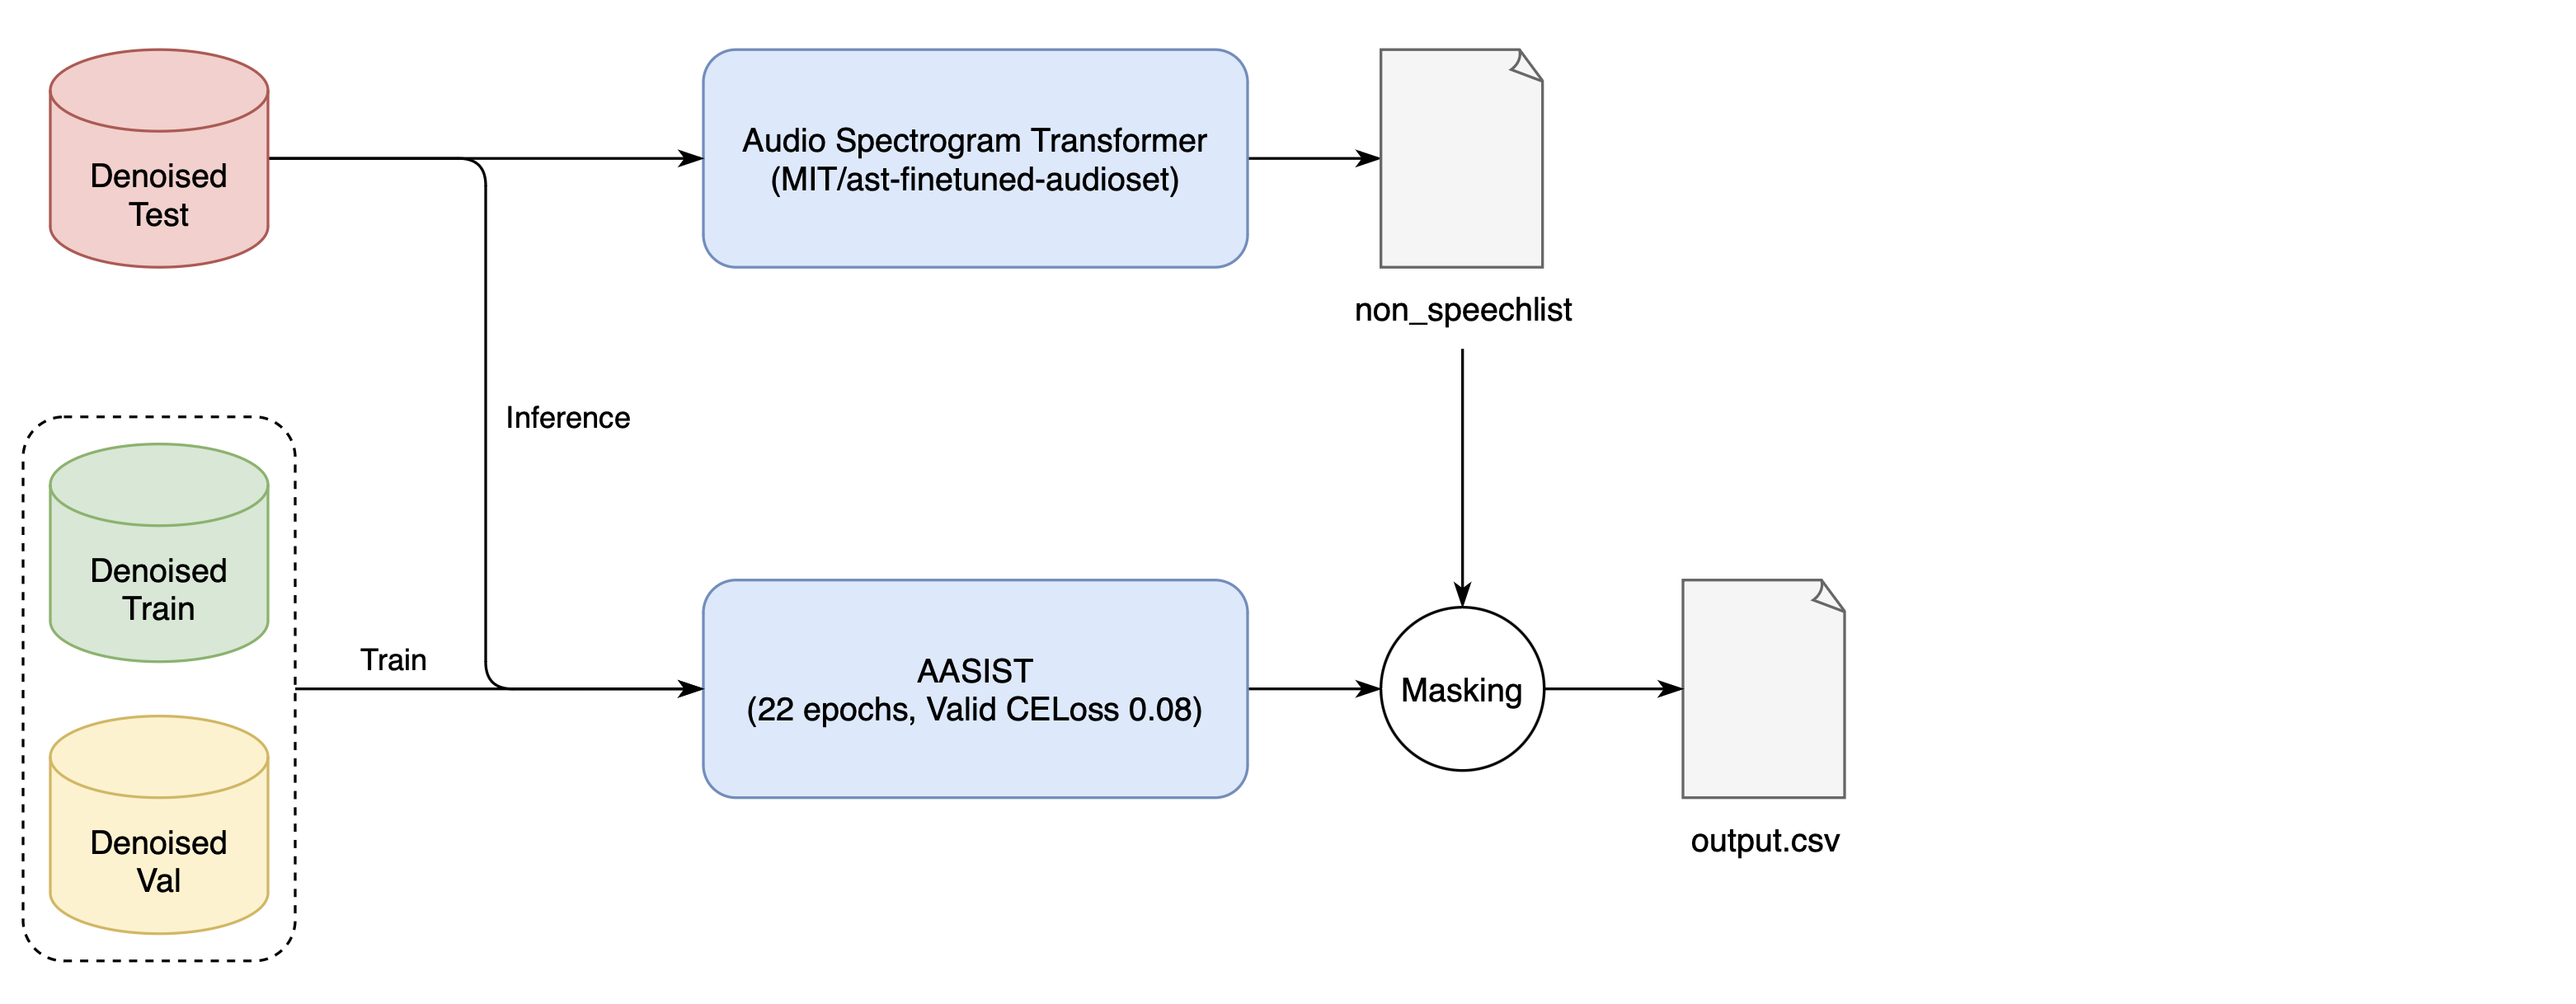 Denoised
Test
Audio Spectrogram Transformer
(MIT/ast-finetuned-audioset)
non_speechlist
Inference
Denoised
Train
Train
AASIST
(22 epochs, Valid CELoss 0.08)
Masking
Denoised
Val
output.csv